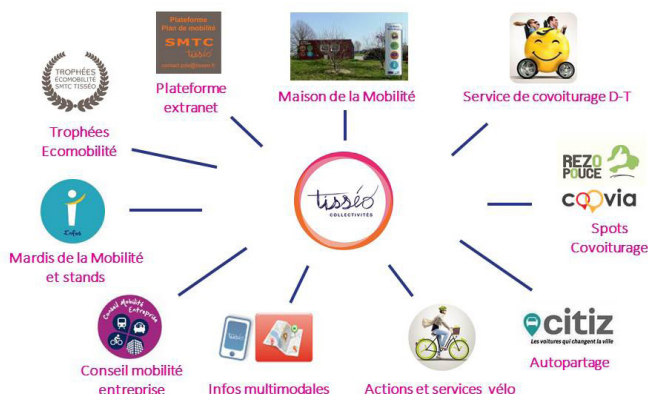 Plateforme
Plan de mobilité
SMTC
tisséo
Plateforme
extranet
Maison de la Mobilité
Service de covoiturage D-T
TROPHÉES
ÉCOMOBILITÉ
SMTC TISSÉO
Trophées
Ecomobilité
REZO
POUCE
coovia
Spots
Covoiturage
tisséo
COLLECTIVITÉS
i
Infos
Mardis de la Mobilité
et stands
Conseil Mobilité
Entreprise
Conseil mobilité
entreprise
tisséo
Infos multimodales
Actions et services vélo
citiz
Les voitures qui changent la ville
Autopartage